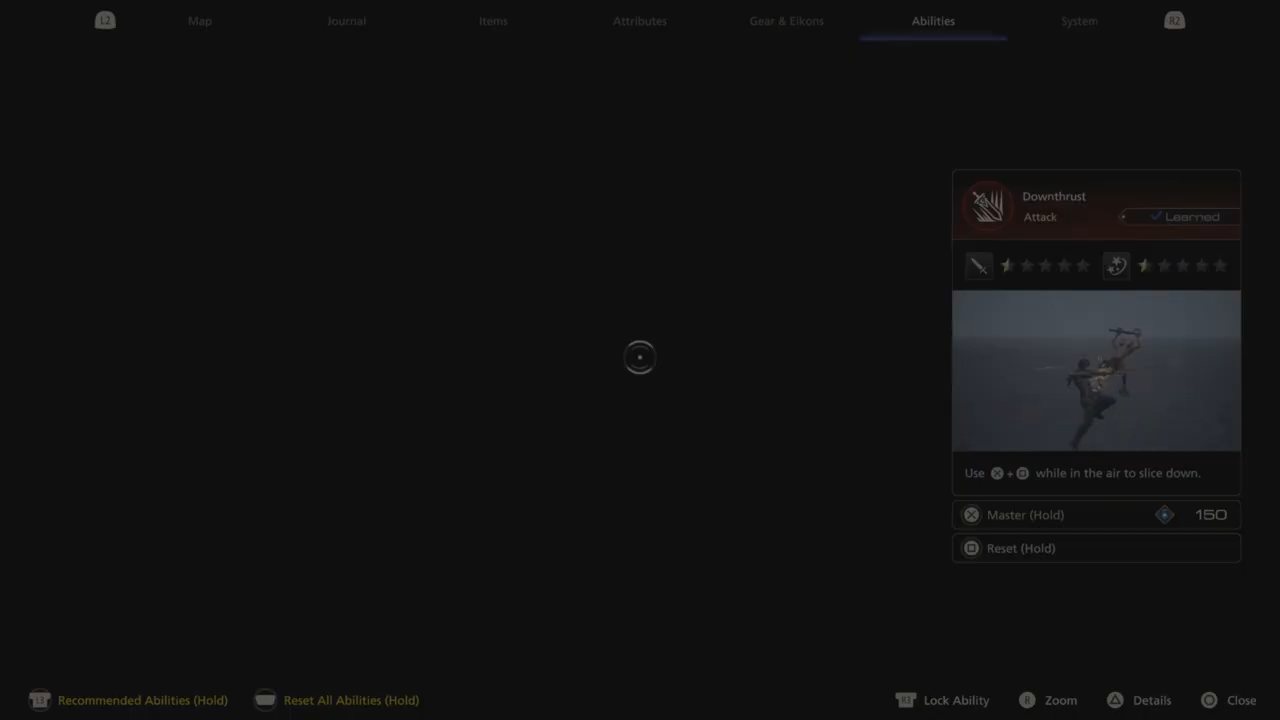 L2 Map Journal Items Attributes Gear & Eikons Abilities System R2
Downthrust
Attack Learned
Use + while in the air to slice down.
Master (Hold) 150
Reset (Hold)
L3 Recommended Abilities (Hold) Reset All Abilities (Hold) R3 Lock Ability R Zoom Details Close